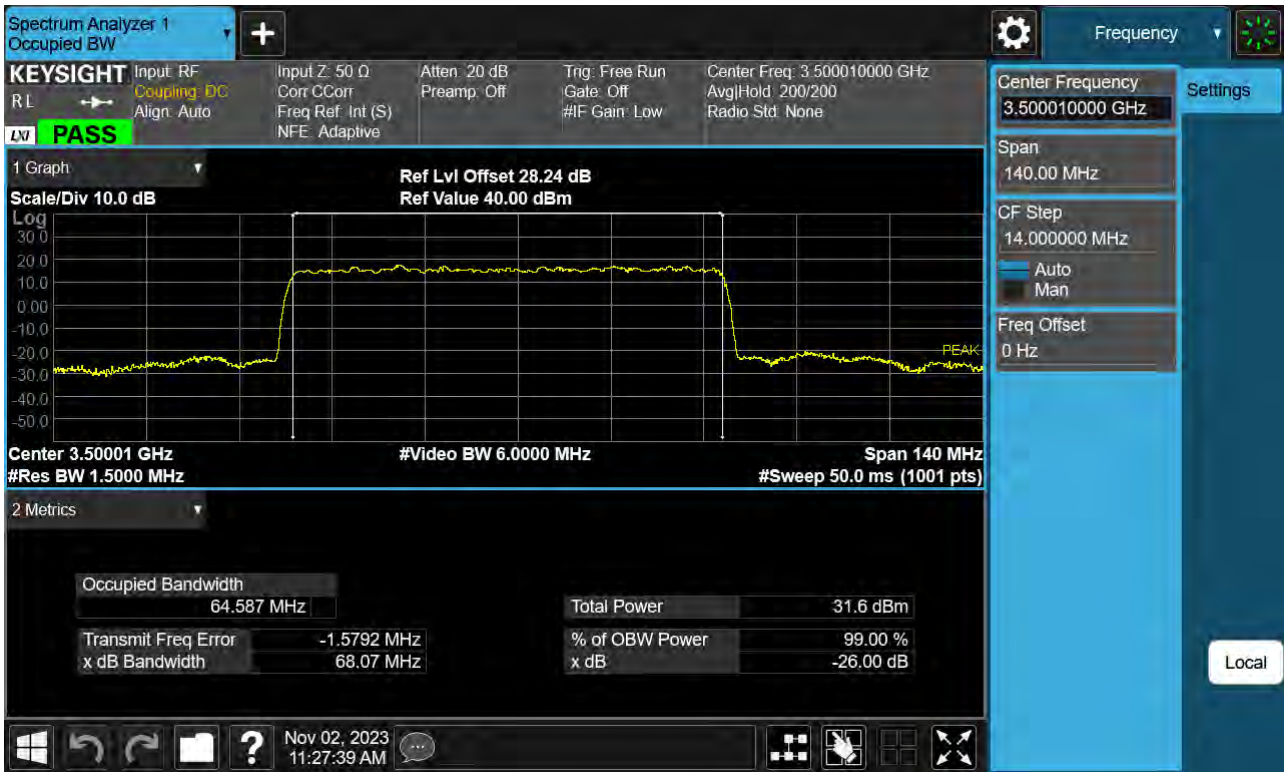 Spectrum Analyzer 1
Occupied BW
+
Frequency
KEYSIGHT
RL
LXI PASS
Input: RF
Coupling: DC
Align: Auto
Input Z: 50 Ω
Corr CCorr
Freq Ref: Int (S)
NFE: Adaptive
Atten: 20 dB
Preamp: Off
Trig: Free Run
Gate: Off
#IF Gain: Low
Center Freq: 3.500010000 GHz
Avg|Hold: 200/200
Radio Std: None
Center Frequency
3.500010000 GHz
Settings
Span
140.00 MHz
CF Step
14.000000 MHz
Auto
Man
Freq Offset
0 Hz
Local
1 Graph
Scale/Div 10.0 dB
Ref Lvl Offset 28.24 dB
Ref Value 40.00 dBm
Log
30.0
20.0
10.0
0.00
-10.0
-20.0
-30.0
-40.0
-50.0
PEAK
Center 3.50001 GHz
#Res BW 1.5000 MHz
#Video BW 6.0000 MHz
Span 140 MHz
#Sweep 50.0 ms (1001 pts)
2 Metrics
Occupied Bandwidth
64.587 MHz
Transmit Freq Error -1.5792 MHz
x dB Bandwidth 68.07 MHz
Total Power 31.6 dBm
% of OBW Power 99.00 %
x dB -26.00 dB
?
Nov 02, 2023
11:27:39 AM